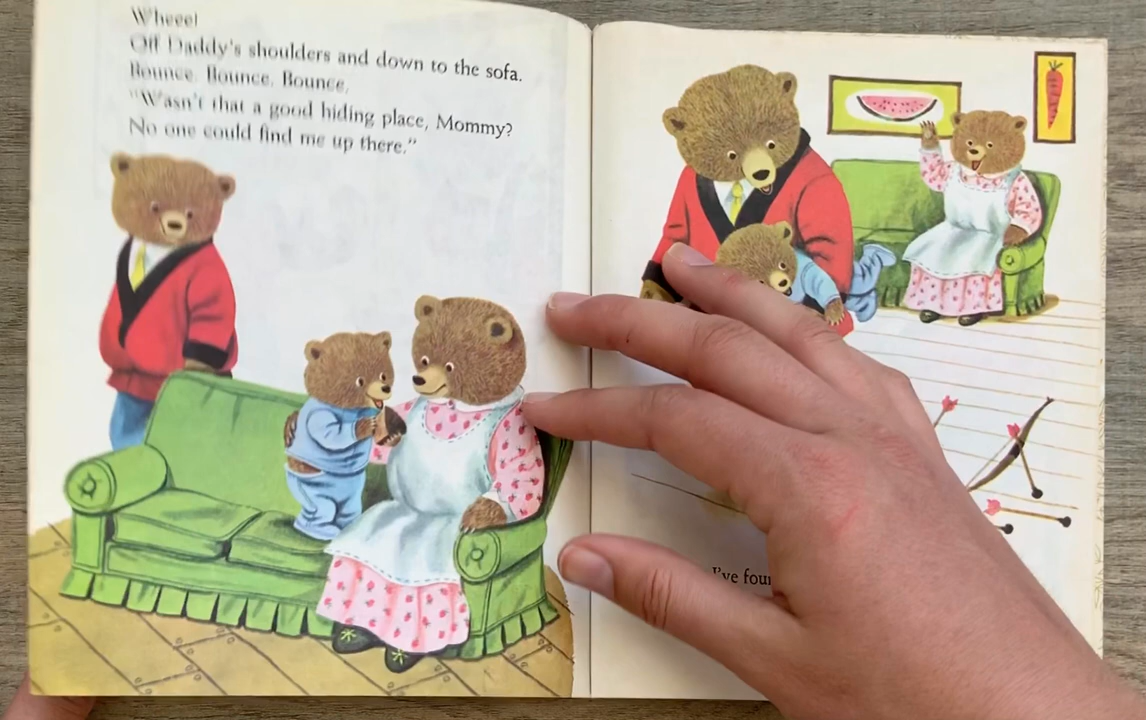 Wheee!
Off Daddy's shoulders and down to the sofa.
Bounce. Bounce. Bounce.
"Wasn't that a good hiding place, Mommy?
No one could find me up there."
I've